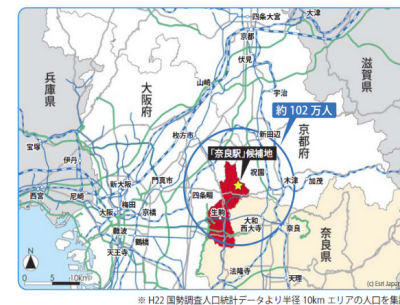 四条大宮
大津
京都
伏見
滋賀県
山崎
宇治
兵庫県
大阪府
約 102 万人
枚方市
新田辺
京都府
宝塚
伊丹
「奈良駅」候補地
祝園
新大阪
門真市
木津
加茂
西宮
尼崎
梅田
四条畷
大阪
京橋
生駒
難波
大和
西大寺
奈良
鶴橋
天王寺
奈良県
N
法隆寺
0
5
10km
天理
(c) Esri Japan
※ H22 国勢調査人口統計データより半径 10km エリアの人口を集